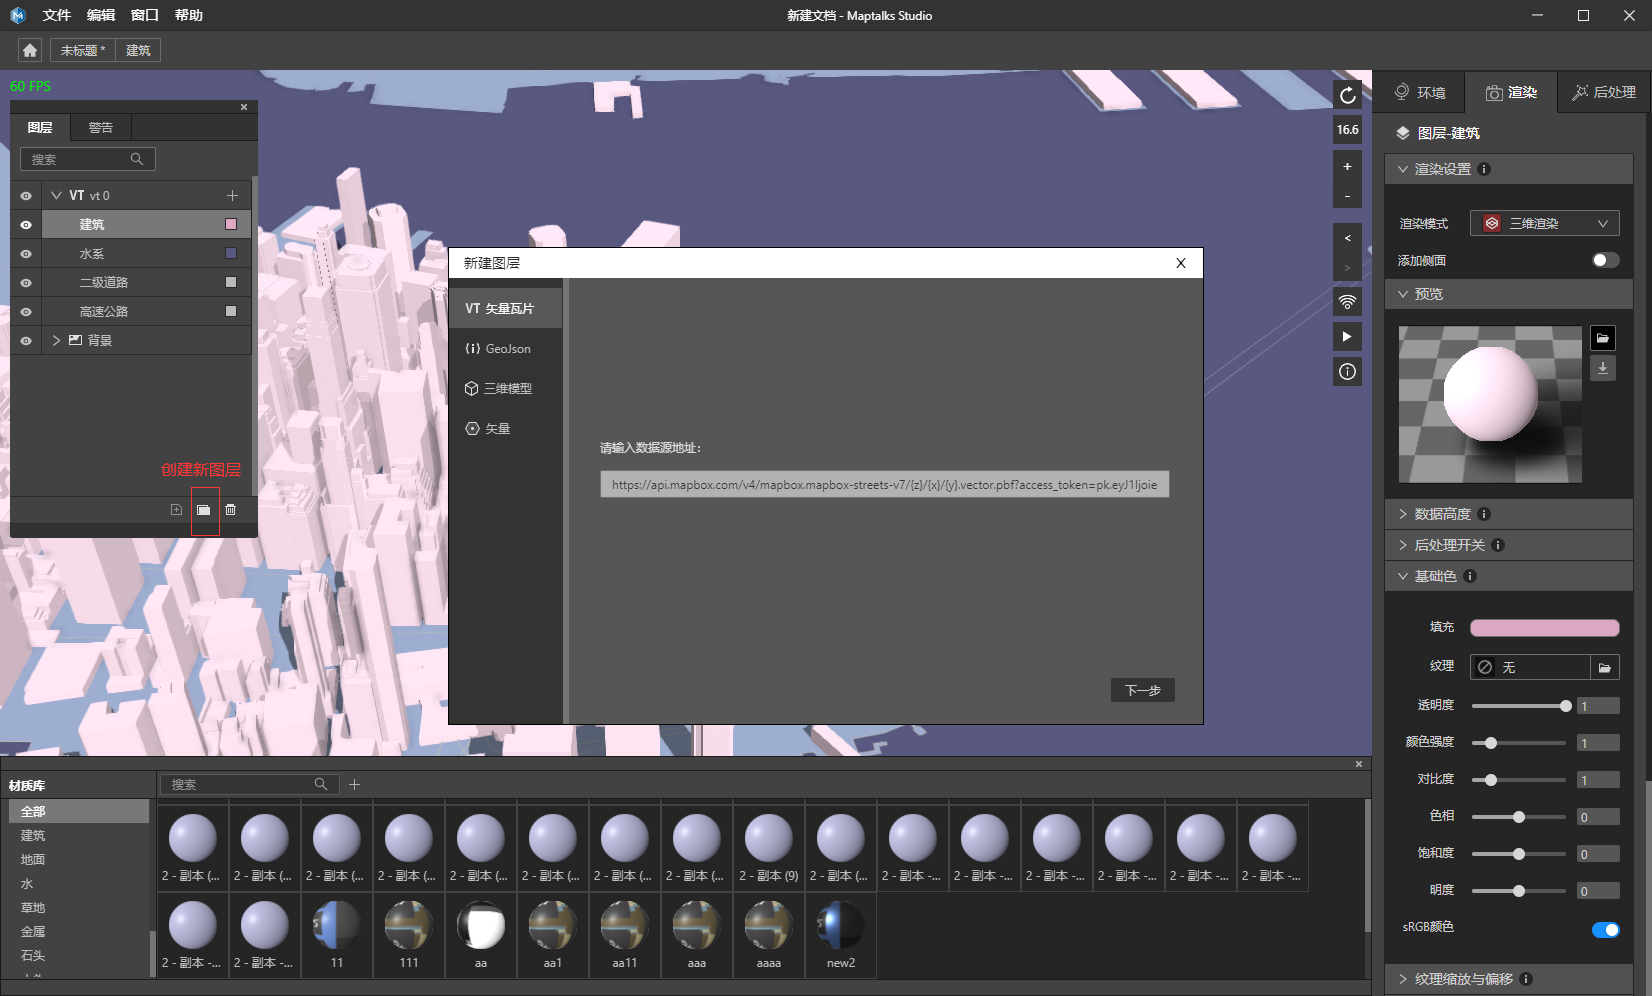 文件 编辑 窗口 帮助
新建文档 - Maptalks Studio
未标题 * 建筑
60 FPS
图层 警告
搜索
VT vt 0
建筑
水系
二级道路
高速公路
背景
创建新图层
新建图层 X
VT 矢量瓦片
GeoJson
三维模型
矢量
请输入数据源地址:
https://api.mapbox.com/v4/mapbox.mapbox-streets-v7/{z}/{x}/{y}.vector.pbf?access_token=pk.eyJ1Ijoie
下一步
16.6
+
-
<
>
环境 渲染 后处理
图层-建筑
渲染设置
渲染模式 三维渲染
添加侧面
预览
数据高度
后处理开关
基础色
填充
纹理 无
透明度 1
颜色强度 1
对比度 1
色相 0
饱和度 0
明度 0
sRGB颜色
纹理缩放与偏移
材质库
搜索
全部
建筑
地面
水
草地
金属
石头
2 - 副本 (... 2 - 副本 (... 2 - 副本 (... 2 - 副本 (... 2 - 副本 (... 2 - 副本 (... 2 - 副本 (... 2 - 副本 (... 2 - 副本 (9) 2 - 副本 (... 2 - 副本 -... 2 - 副本 -... 2 - 副本 -... 2 - 副本 -... 2 - 副本 -... 2 - 副本 -...
2 - 副本 -... 2 - 副本 -... 11 111 aa aa1 aa11 aaa aaaa new2